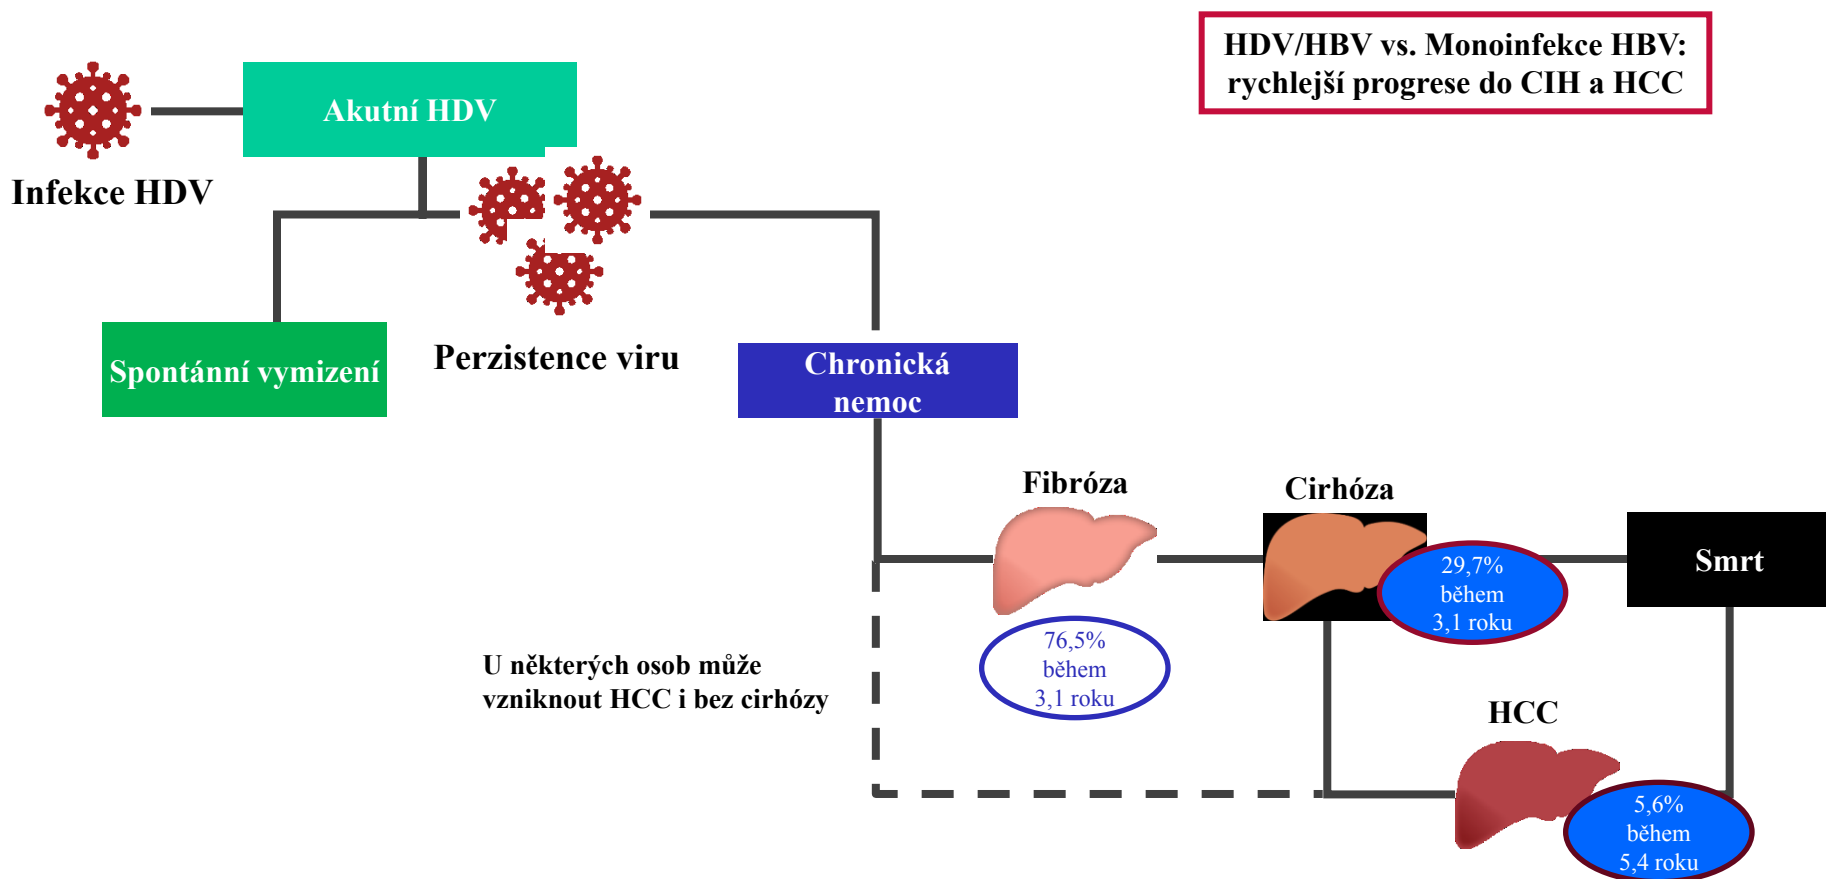 HDV/HBV vs. Monoinfekce HBV:
rychlejší progrese do CIH a HCC
Akutní HDV
Infekce HDV
Spontánní vymizení
Perzistence viru
Chronická
nemoc
Fibróza
Cirhóza
Smrt
29,7%
během
3,1 roku
76,5%
během
3,1 roku
U některých osob může
vzniknout HCC i bez cirhózy
HCC
5,6%
během
5,4 roku